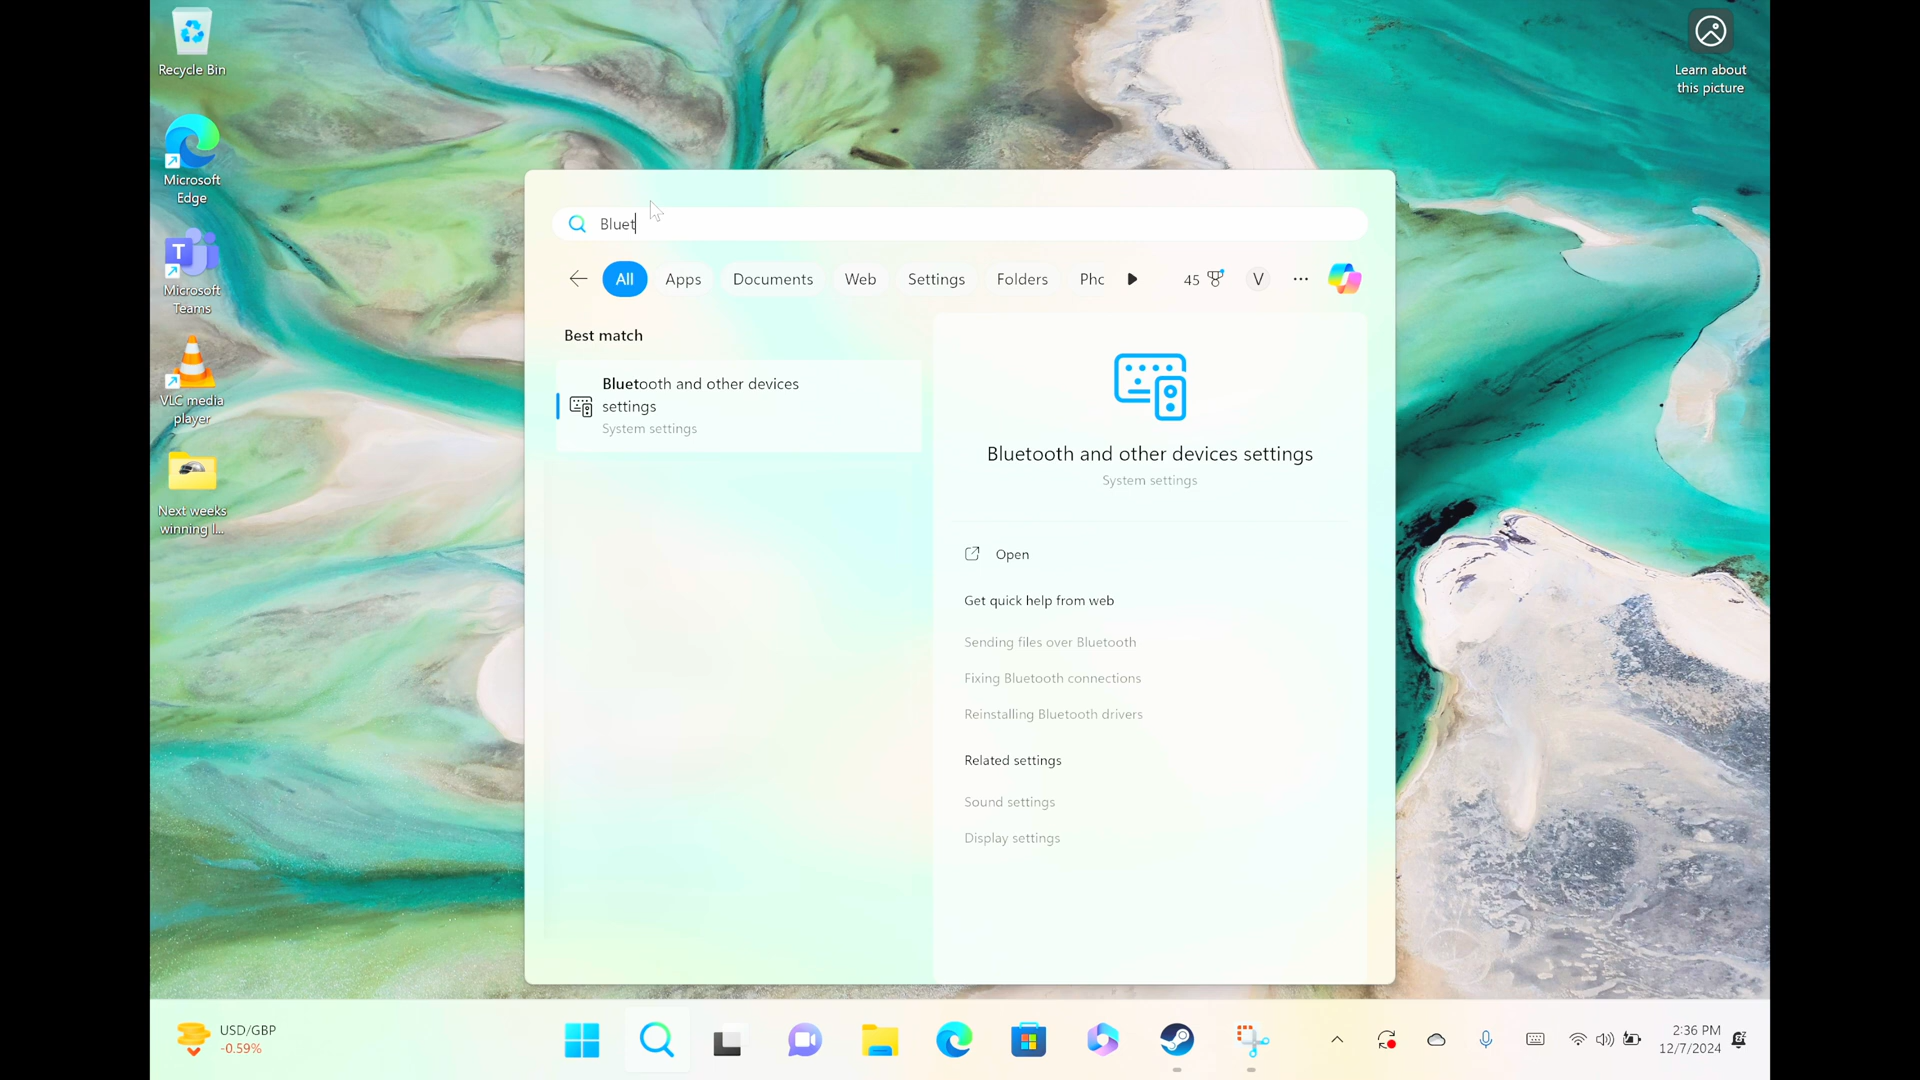 Recycle Bin
Microsoft
Edge
Microsoft
Teams
VLC media
player
Next weeks
winning l...
Learn about
this picture
Bluet
All
Apps
Documents
Web
Settings
Folders
Phc
45
V
Best match
Bluetooth and other devices
settings
System settings
Bluetooth and other devices settings
System settings
Open
Get quick help from web
Sending files over Bluetooth
Fixing Bluetooth connections
Reinstalling Bluetooth drivers
Related settings
Sound settings
Display settings
USD/GBP
-0.59%
2:36 PM
12/7/2024